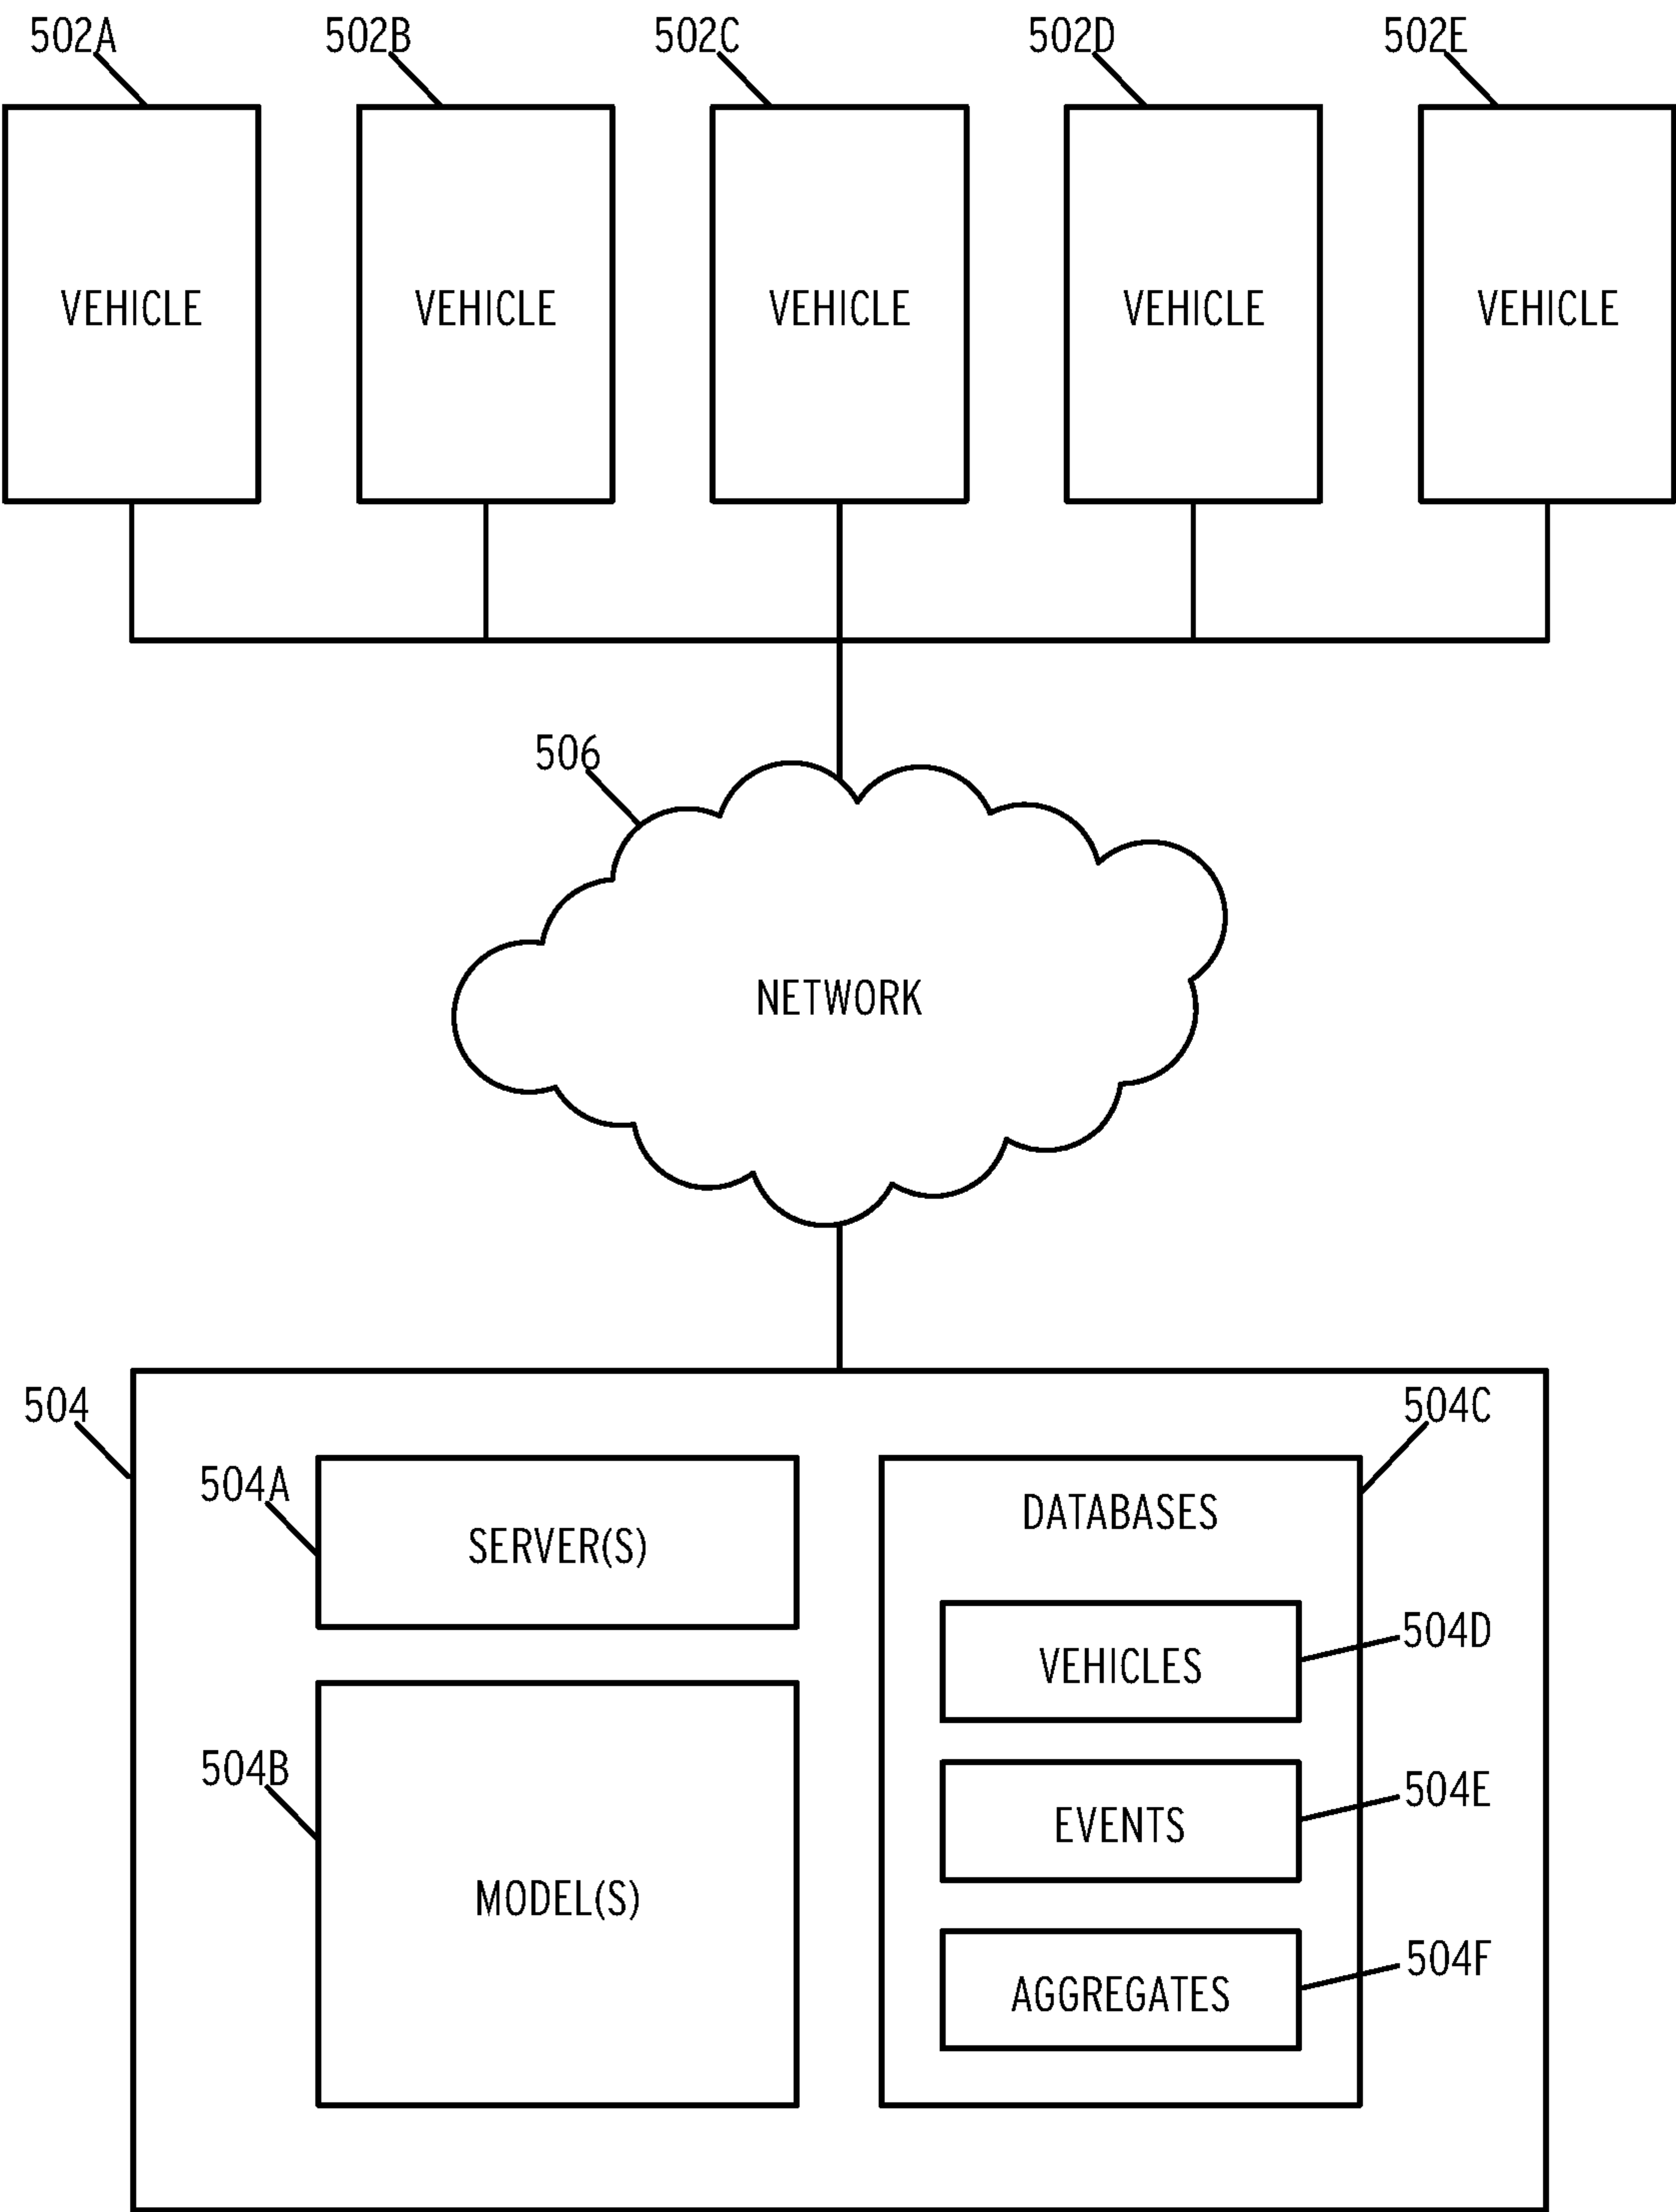 502A
502B
502C
502D
502E
VEHICLE
VEHICLE
VEHICLE
VEHICLE
VEHICLE
506
NETWORK
504
504C
504A
SERVER(S)
DATABASES
504D
VEHICLES
504B
MODEL(S)
504E
EVENTS
504F
AGGREGATES